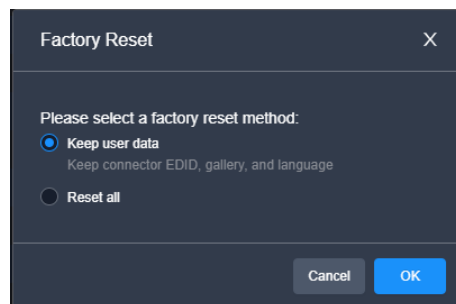 Factory Reset X
Please select a factory reset method:
Keep user data
Keep connector EDID, gallery, and language
Reset all
Cancel OK